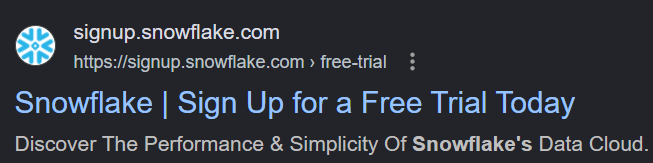 signup.snowflake.com
https://signup.snowflake.com › free-trial
Snowflake | Sign Up for a Free Trial Today
Discover The Performance & Simplicity Of Snowflake's Data Cloud.